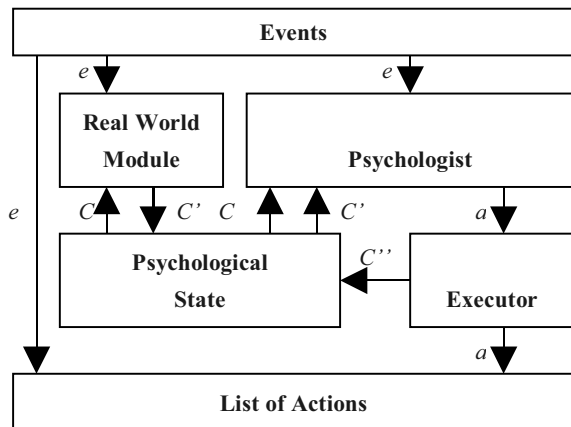 Events
e
e
Real World
Module
Psychologist
e
C
C'
C
C'
a
Psychological
State
C''
Executor
a
List of Actions